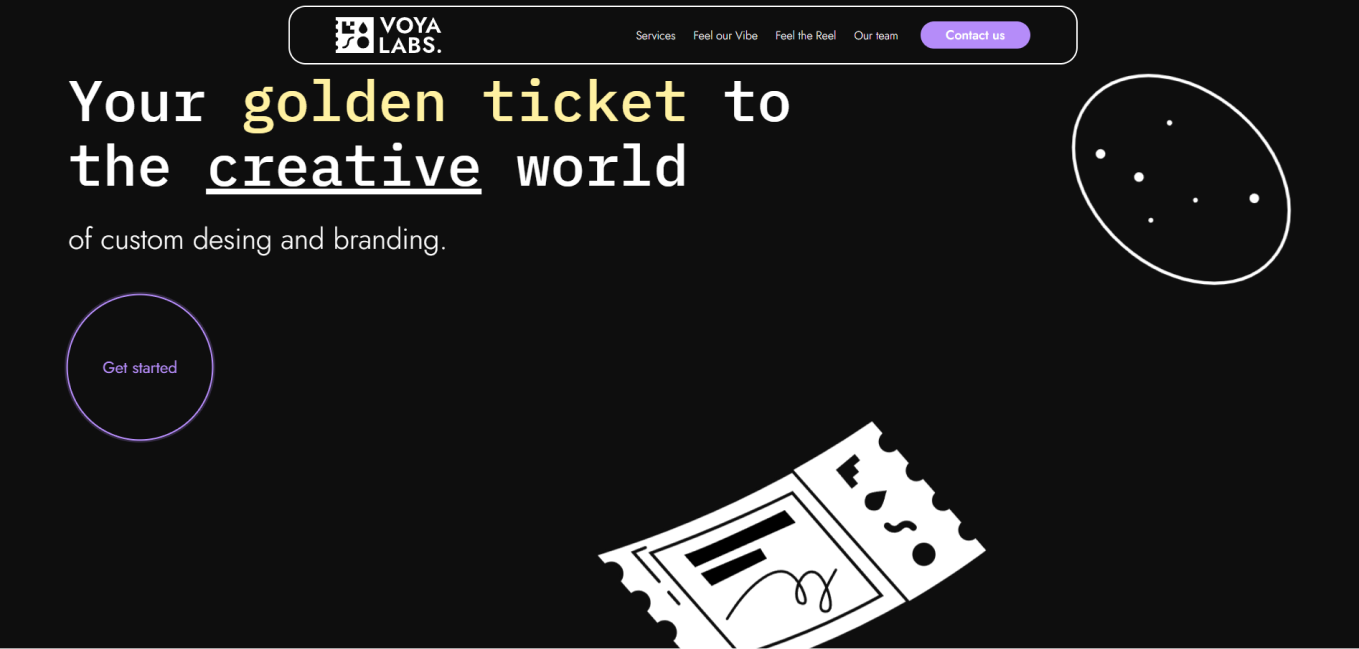 VOYA
LABS.
Services
Feel our Vibe
Feel the Reel
Our team
Contact us
Your golden ticket to
the creative world
of custom desing and branding.
Get started